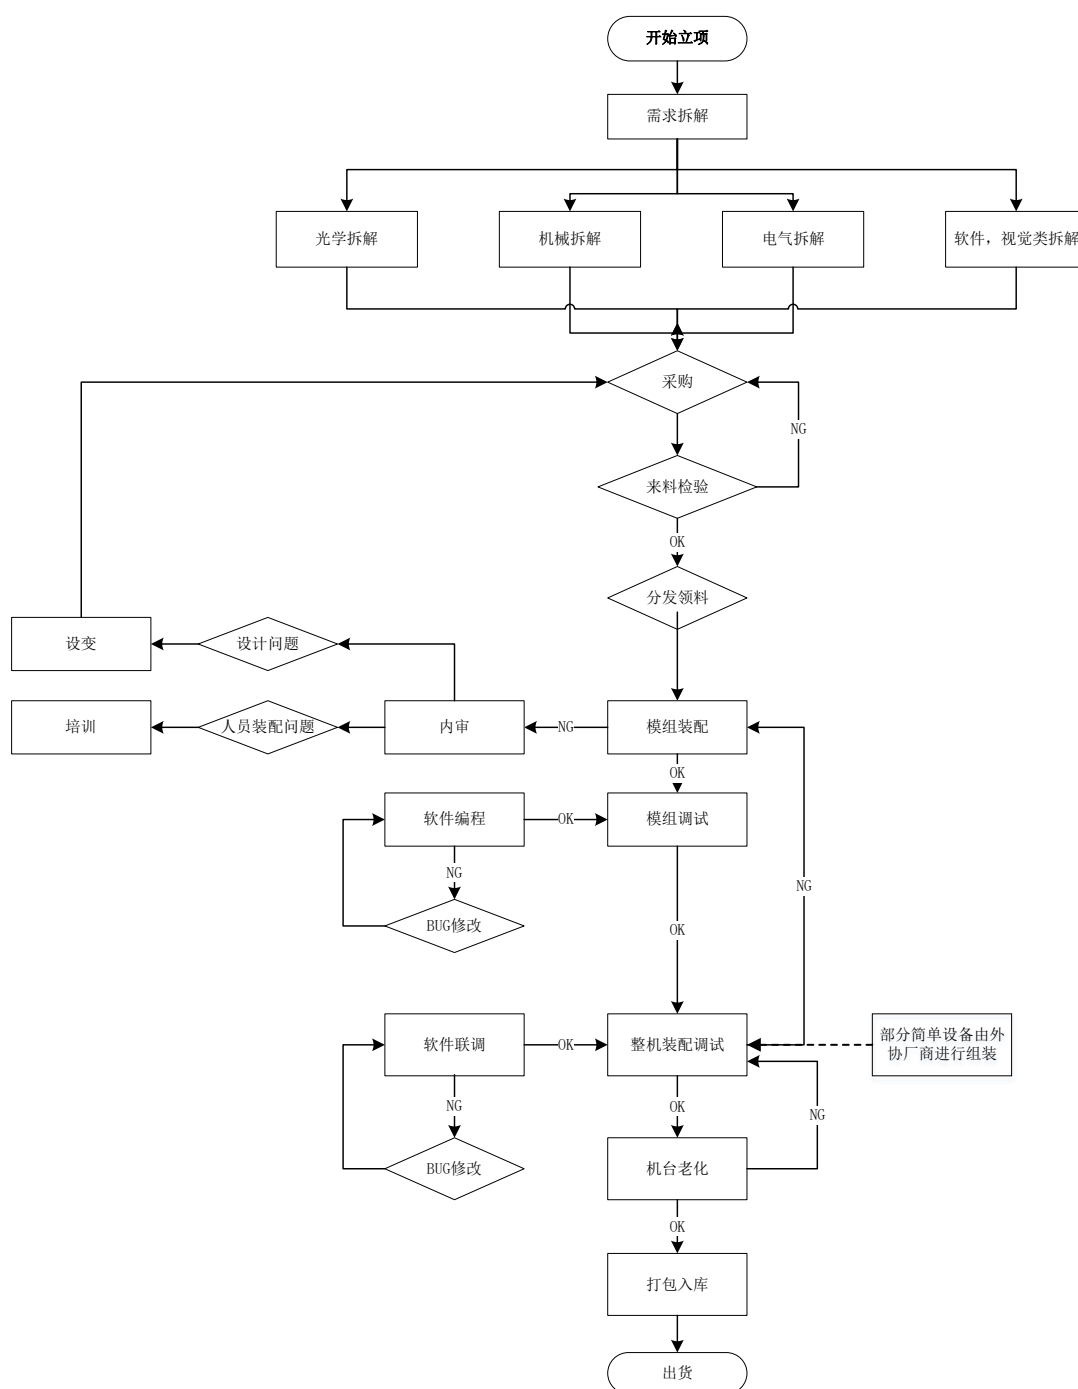 开始立项
需求拆解
光学拆解
机械拆解
电气拆解
软件，视觉类拆解
采购
NG
来料检验
OK
分发领料
设变
设计问题
培训
人员装配问题
内审
NG
模组装配
OK
软件编程
OK
模组调试
NG
NG
BUG修改
OK
软件联调
OK
整机装配调试
部分简单设备由外
协厂商进行组装
NG
OK
NG
BUG修改
机台老化
OK
打包入库
出货